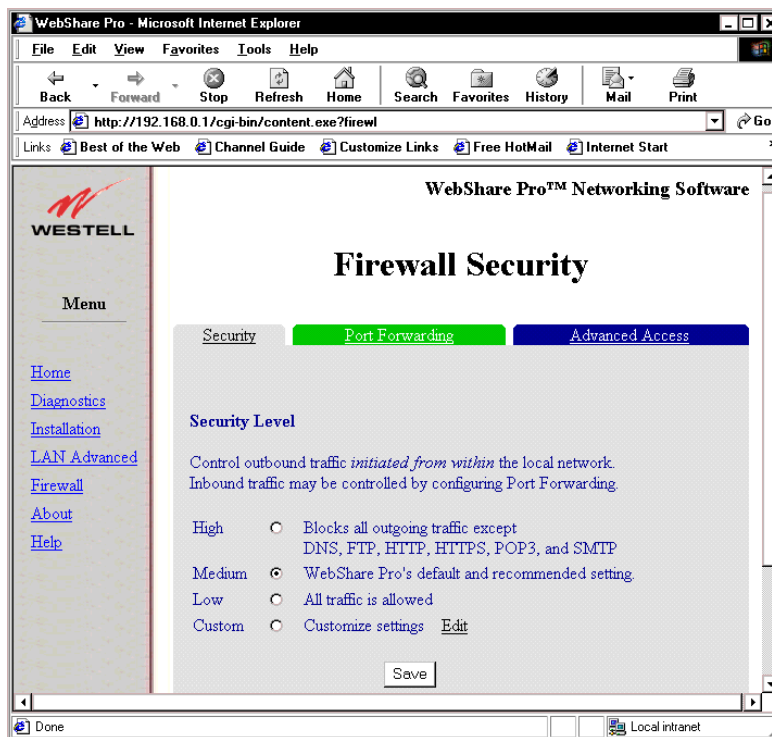 WebShare Pro - Microsoft Internet Explorer
File Edit View Favorites Tools Help
Back Forward Stop Refresh Home Search Favorites History Mail Print
Address http://192.168.0.1/cgi-bin/content.exe?firewl Go
Links Best of the Web Channel Guide Customize Links Free HotMail Internet Start
WESTELL
WebShare Pro™ Networking Software
Firewall Security
Menu
Security Port Forwarding Advanced Access
Home
Diagnostics
Installation
LAN Advanced
Firewall
About
Help
Security Level
Control outbound traffic initiated from within the local network.
Inbound traffic may be controlled by configuring Port Forwarding.
High Blocks all outgoing traffic except
DNS, FTP, HTTP, HTTPS, POP3, and SMTP
Medium WebShare Pro's default and recommended setting.
Low All traffic is allowed
Custom Customize settings Edit
Save
Done Local intranet